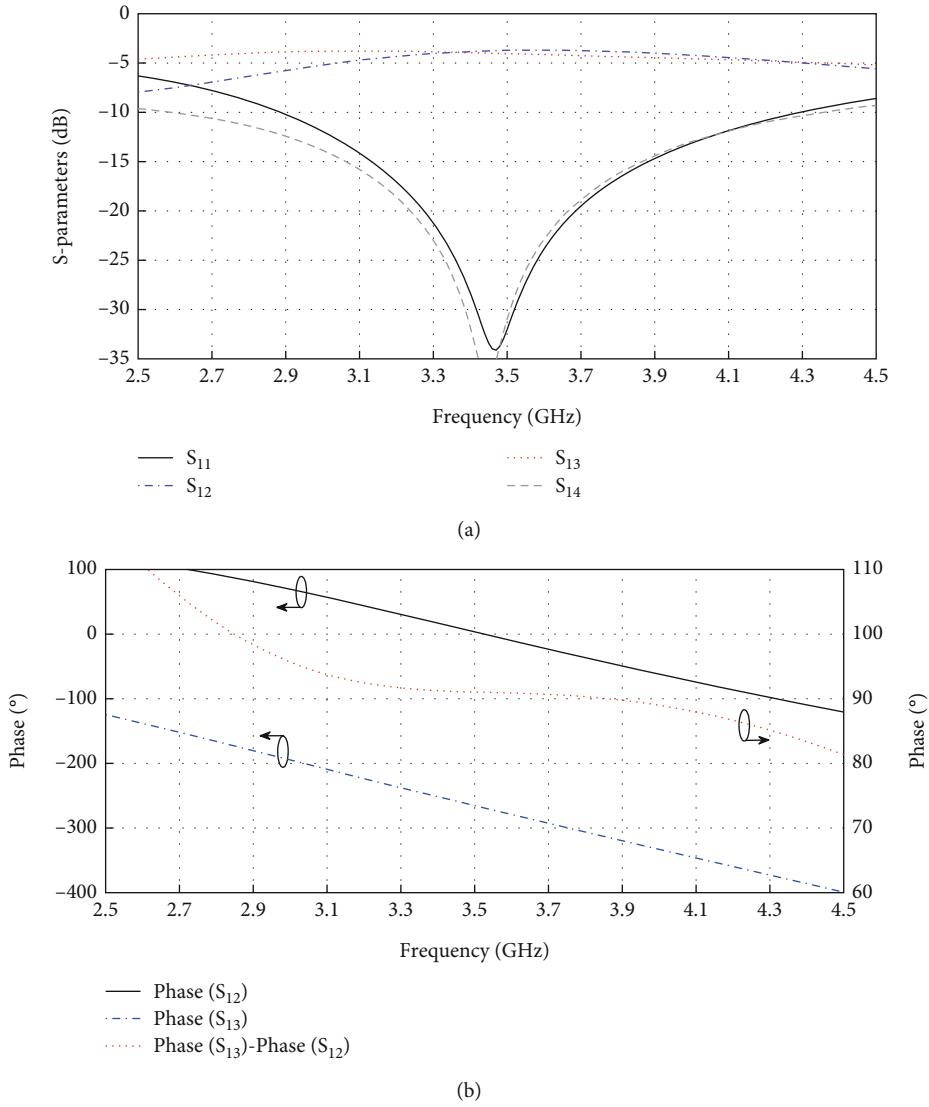 0
−5
−10
−15
−20
−25
−30
−35
S-parameters (dB)
2.5 2.7 2.9 3.1 3.3 3.5 3.7 3.9 4.1 4.3 4.5
Frequency (GHz)
S11 S13
S12 S14
(a)
100 110
0 100
−100 90
−200 80
−300 70
−400 60
Phase (°) Phase (°)
2.5 2.7 2.9 3.1 3.3 3.5 3.7 3.9 4.1 4.3 4.5
Frequency (GHz)
Phase (S12)
Phase (S13)
Phase (S13)-Phase (S12)
(b)